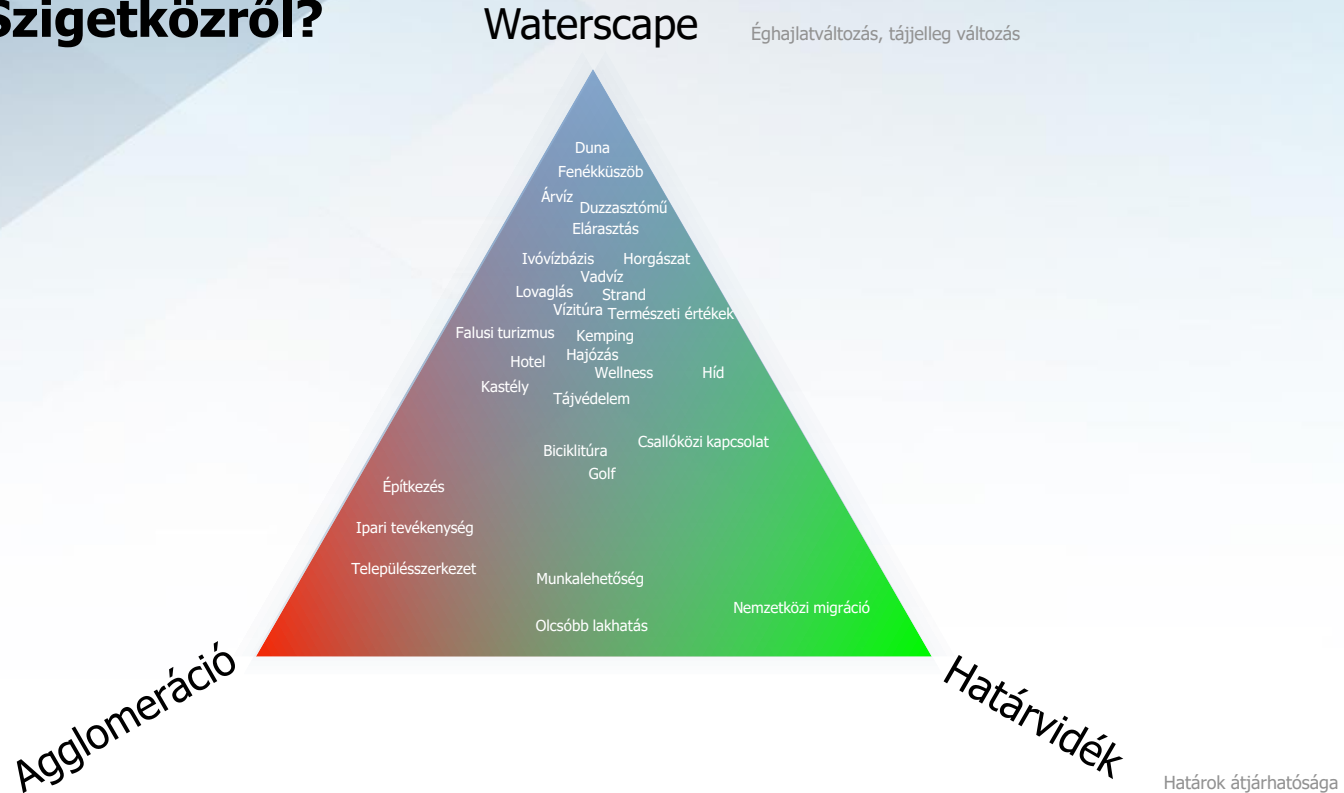 Szigetközről?
Waterscape
Éghajlatváltozás, tájjelleg változás
Duna
Fenékküszöb
Árvíz
Duzzasztómű
Elárasztás
Ivóvízbázis
Horgászat
Vadvíz
Lovaglás
Strand
Vízitúra
Természeti értékek
Falusi turizmus
Kemping
Hajózás
Hotel
Wellness
Híd
Kastély
Tájvédelem
Csallóközi kapcsolat
Biciklitúra
Golf
Építkezés
Ipari tevékenység
Településszerkezet
Munkalehetőség
Nemzetközi migráció
Olcsóbb lakhatás
Agglomeráció
Határvidék
Határok átjárhatósága